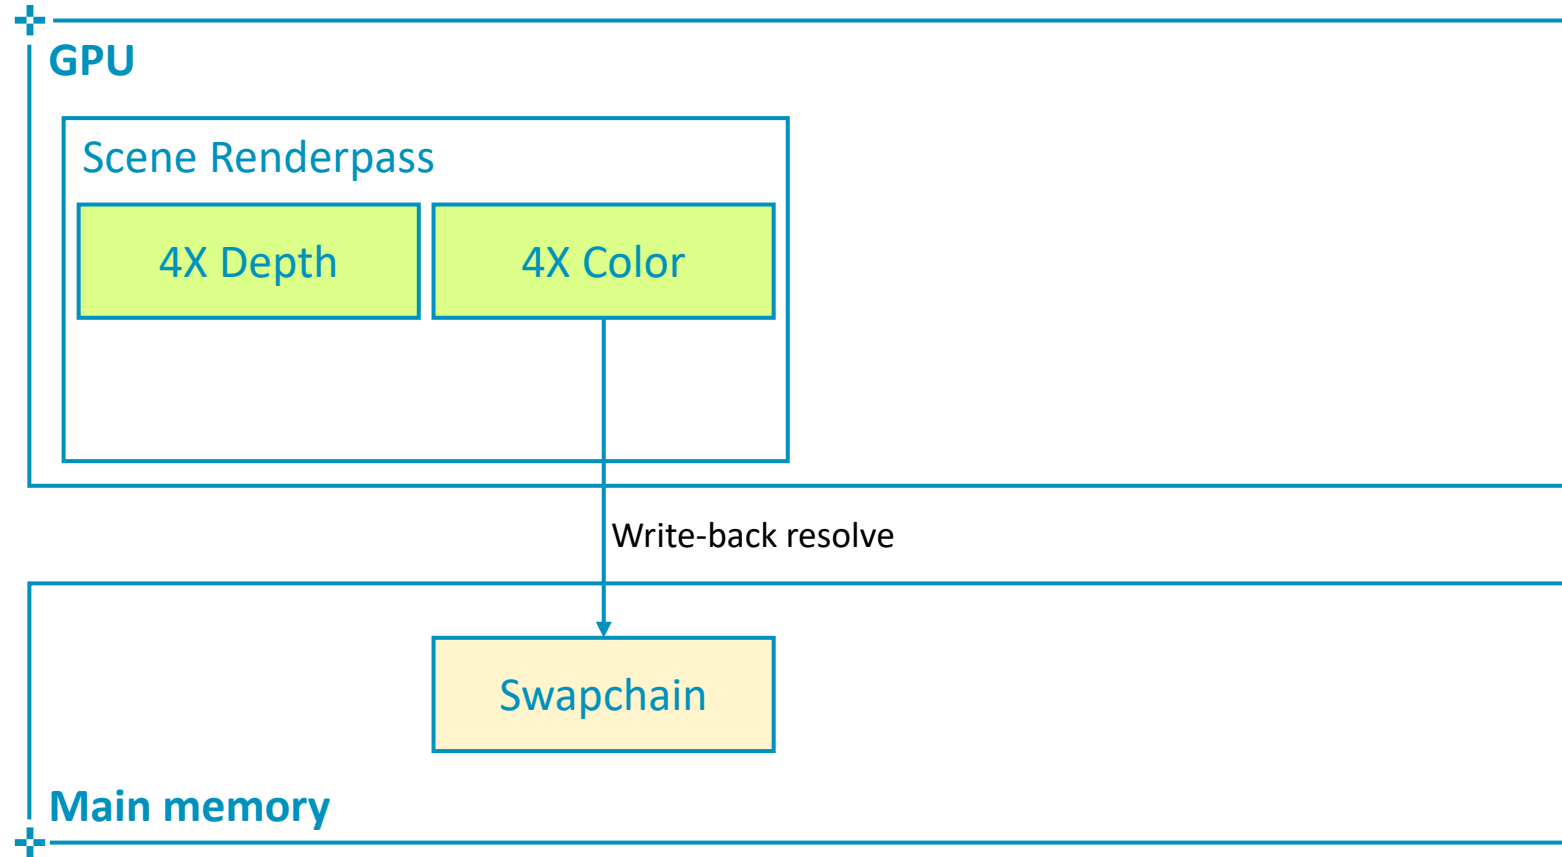 GPU
Scene Renderpass
4X Depth
4X Color
Write-back resolve
Swapchain
Main memory